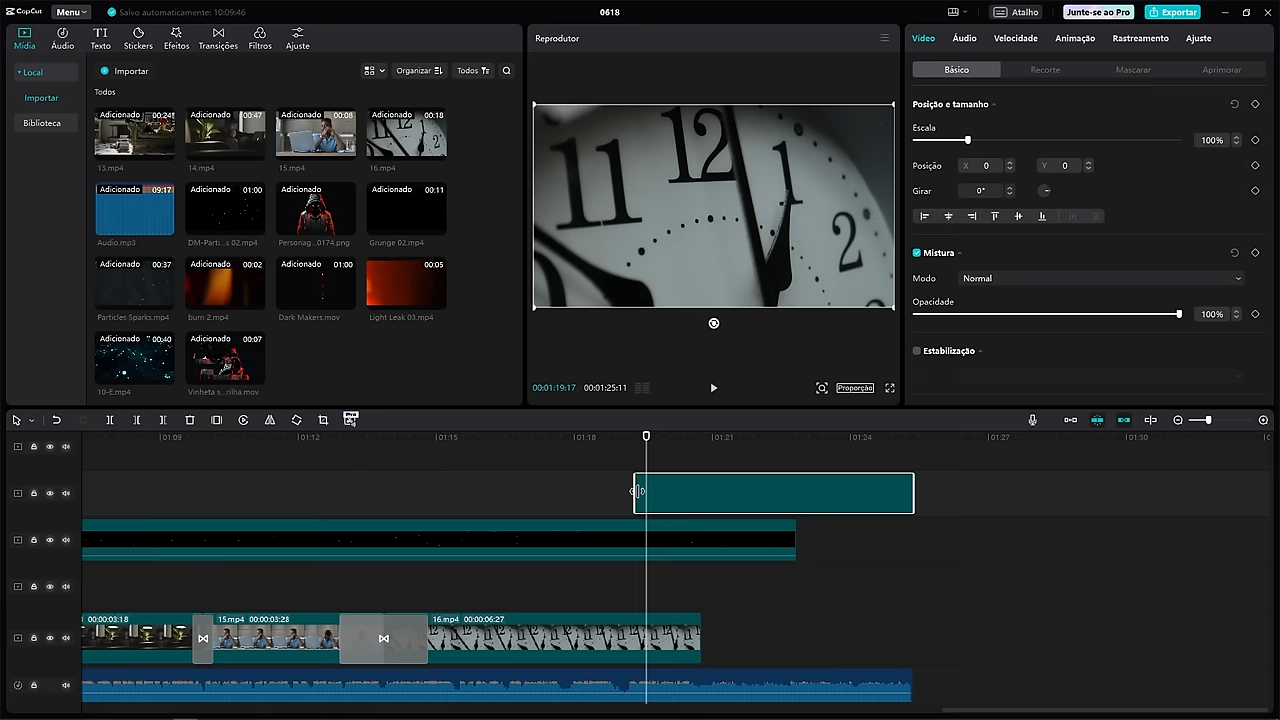 CapCut Menu Salvo automaticamente: 10:09:46 0618 Atalho Junte-se ao Pro Exportar
Mídia Áudio Texto Stickers Efeitos Transições Filtros Ajuste
Reprodutor
Vídeo Áudio Velocidade Animação Rastreamento Ajuste
Local
Importar
Biblioteca
Importar Organizar Todos
Todos
Adicionado 00:24 Adicionado 00:47 Adicionado 00:08 Adicionado 00:18
13.mp4 14.mp4 15.mp4 16.mp4
Adicionado 09:17 Adicionado 01:00 Adicionado Adicionado 00:11
Audio.mp3 DM-Parti...s 02.mp4 Personag...0174.png Grunge 02.mp4
Adicionado 00:37 Adicionado 00:02 Adicionado 01:00 Adicionado 00:05
Particles Sparks.mp4 burn 2.mp4 Dark Makers.mov Light Leak 03.mp4
Adicionado 00:40 Adicionado 00:07
10-E.mp4 Vinheta s...niha.mov
11 12 1 2
00:01:19:17 00:01:25:11 Proporção
Básico Recorte Mascarar Aprimorar
Posição e tamanho
Escala
100%
Posição X 0 Y 0
Girar 0°
Mistura
Modo Normal
Opacidade
100%
Estabilização
Pro
01:09 01:12 01:15 01:18 01:21 01:24 01:27 01:30
00:00:03:18 15.mp4 00:00:03:28 16.mp4 00:00:06:27